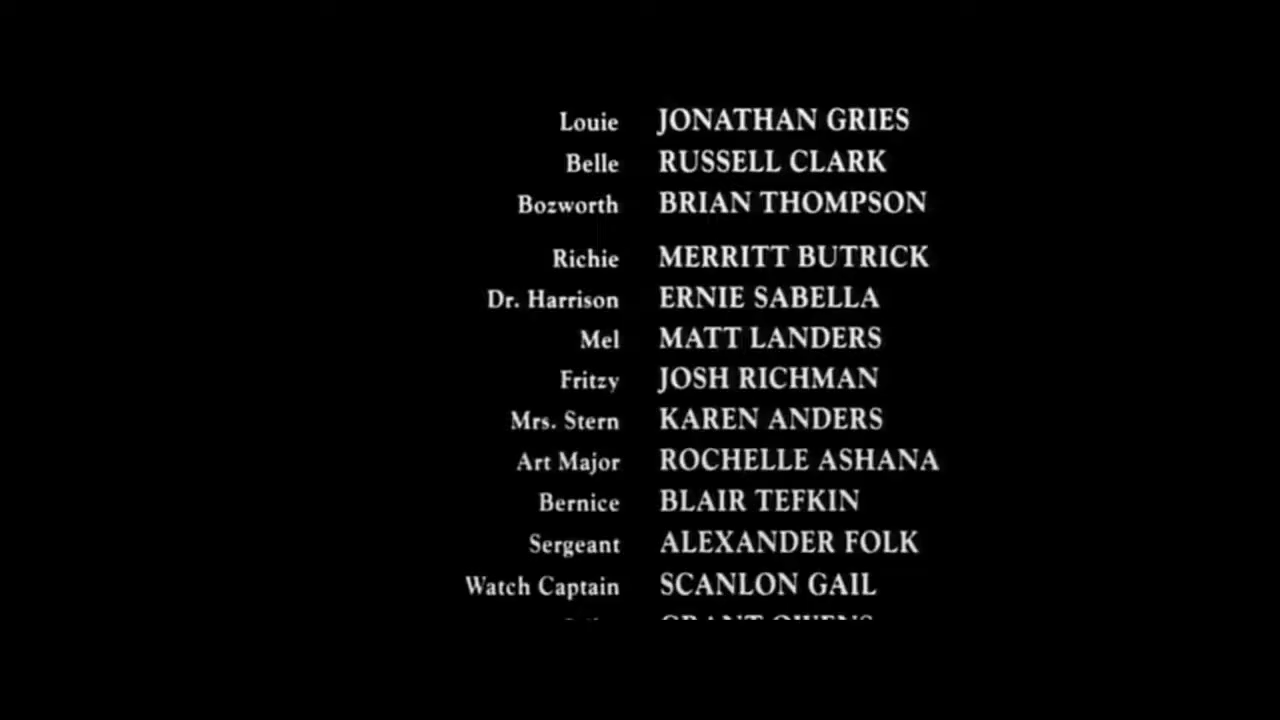 Louie JONATHAN GRIES
Belle RUSSELL CLARK
Bozworth BRIAN THOMPSON
Richie MERRITT BUTRICK
Dr. Harrison ERNIE SABELLA
Mel MATT LANDERS
Fritzy JOSH RICHMAN
Mrs. Stern KAREN ANDERS
Art Major ROCHELLE ASHANA
Bernice BLAIR TEFKIN
Sergeant ALEXANDER FOLK
Watch Captain SCANLON GAIL
GRANT OWENS